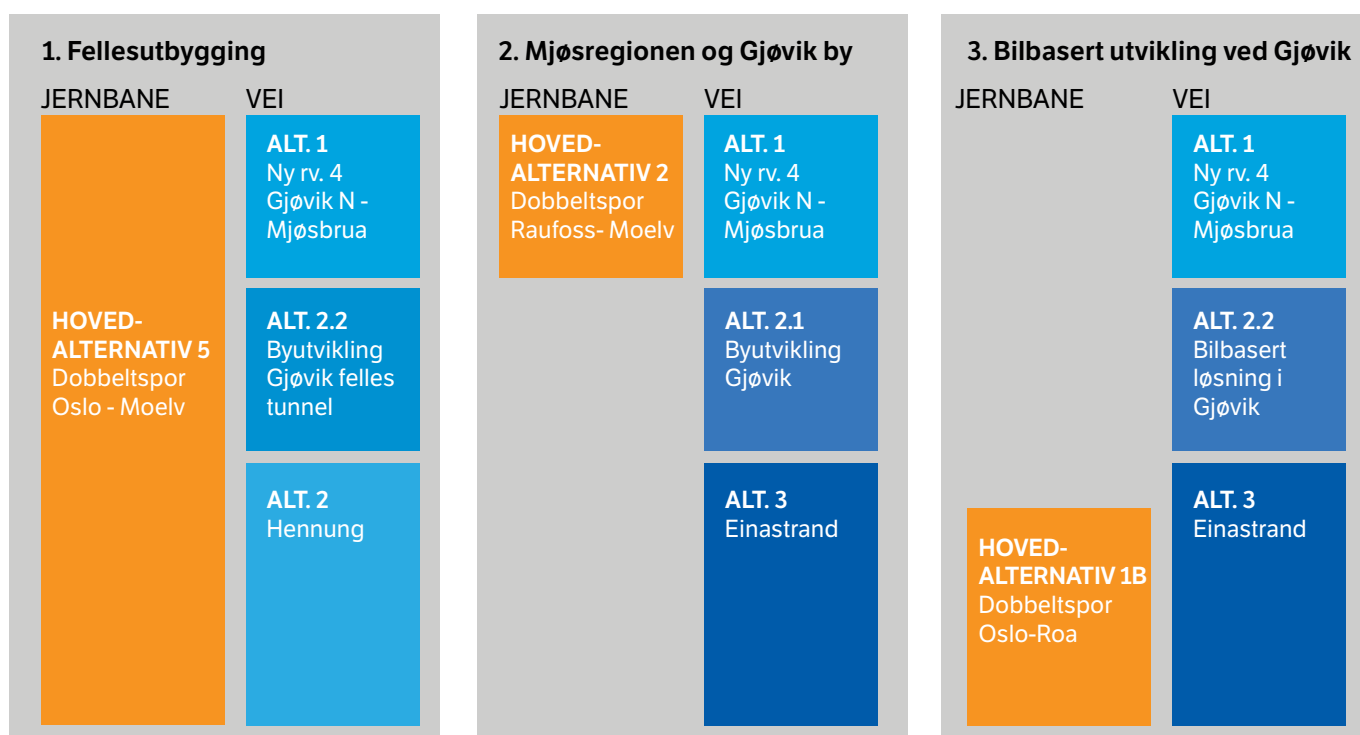 1. Fellesutbygging
JERNBANE
HOVED-
ALTERNATIV 5
Dobbeltspor
Oslo - Moelv
VEI
ALT. 1
Ny rv. 4
Gjøvik N -
Mjøsbrua
ALT. 2.2
Byutvikling
Gjøvik felles
tunnel
ALT. 2
Hennung
2. Mjøsregionen og Gjøvik by
JERNBANE
HOVED-
ALTERNATIV 2
Dobbeltspor
Raufoss- Moelv
VEI
ALT. 1
Ny rv. 4
Gjøvik N -
Mjøsbrua
ALT. 2.1
Byutvikling
Gjøvik
ALT. 3
Einastrand
3. Bilbasert utvikling ved Gjøvik
JERNBANE
HOVED-
ALTERNATIV 1B
Dobbeltspor
Oslo-Roa
VEI
ALT. 1
Ny rv. 4
Gjøvik N -
Mjøsbrua
ALT. 2.2
Bilbasert
løsning i
Gjøvik
ALT. 3
Einastrand